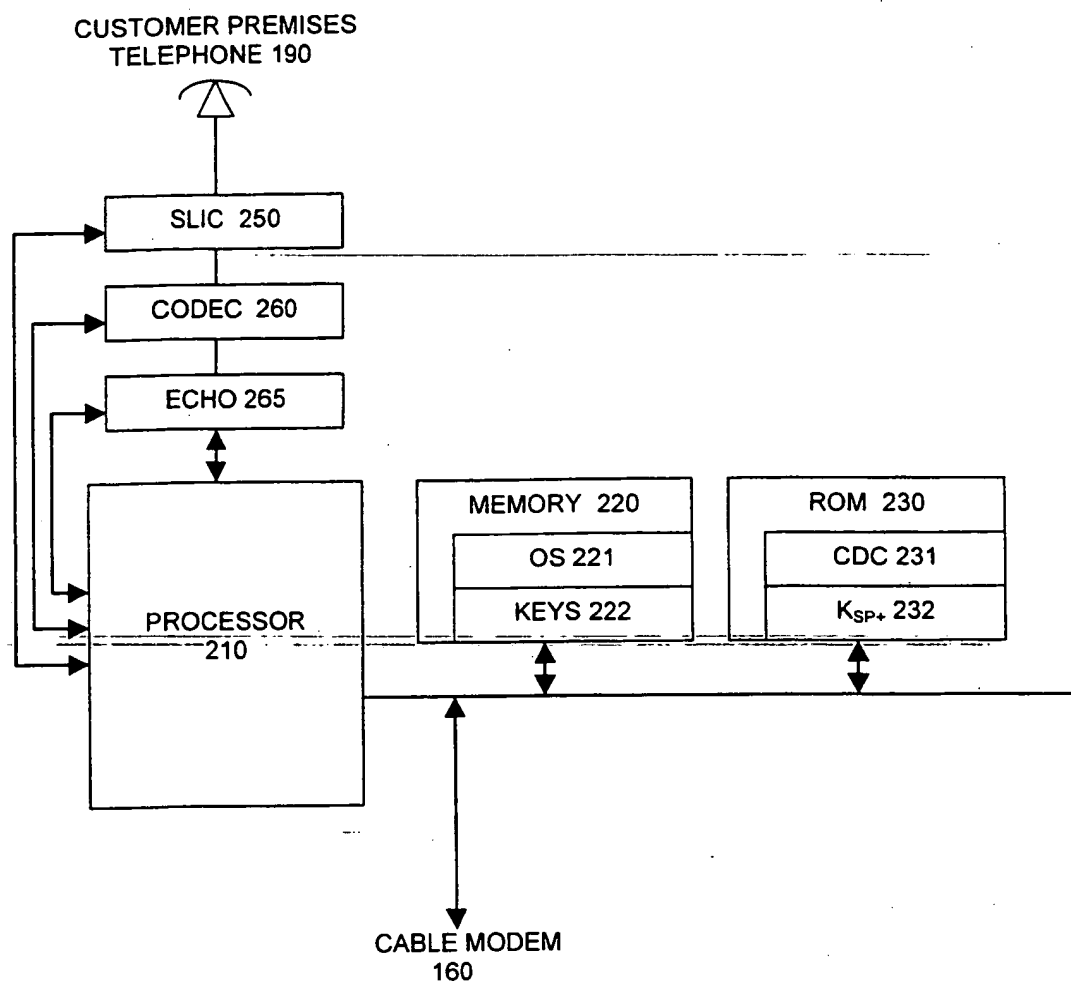 CUSTOMER PREMISES
TELEPHONE 190
SLIC 250
CODEC 260
ECHO 265
PROCESSOR
210
MEMORY 220
OS 221
KEYS 222
ROM 230
CDC 231
KSP+ 232
CABLE MODEM
160